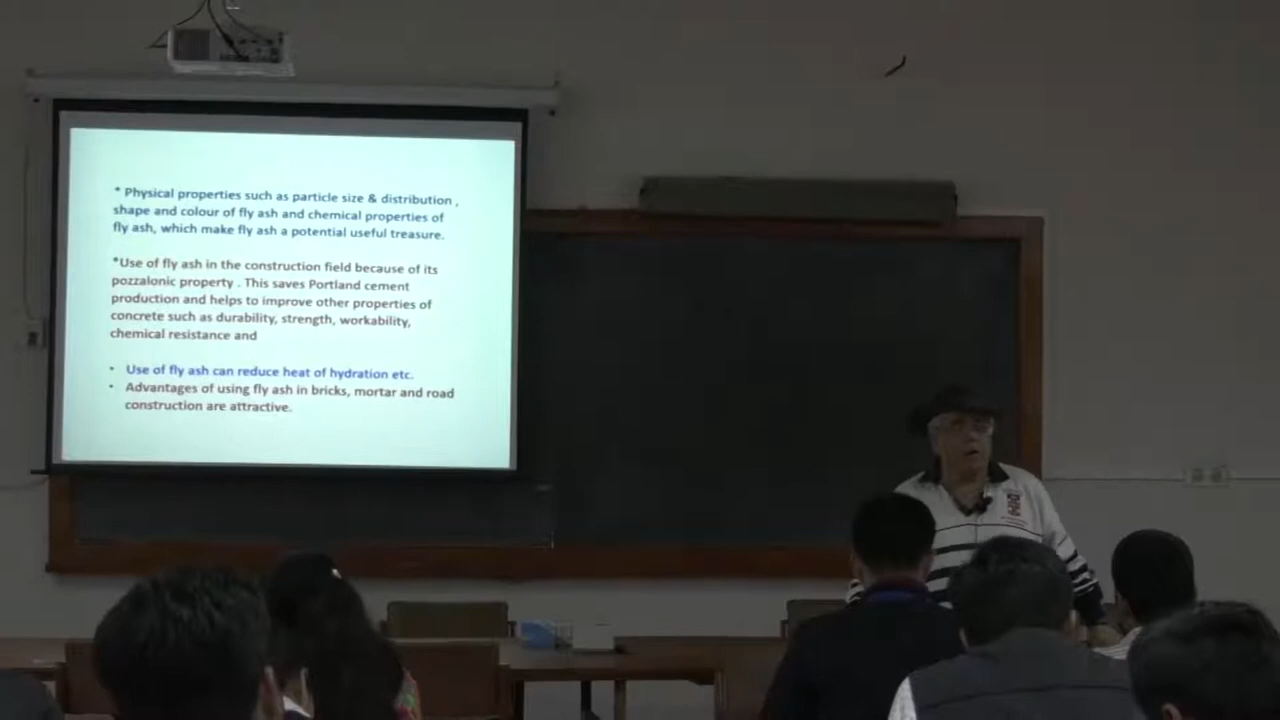 * Physical properties such as particle size & distribution ,
shape and colour of fly ash and chemical properties of
fly ash, which make fly ash a potential useful treasure.
*Use of fly ash in the construction field because of its
pozzalonic property . This saves Portland cement
production and helps to improve other properties of
concrete such as durability, strength, workability,
chemical resistance and
• Use of fly ash can reduce heat of hydration etc.
• Advantages of using fly ash in bricks, mortar and road
construction are attractive.